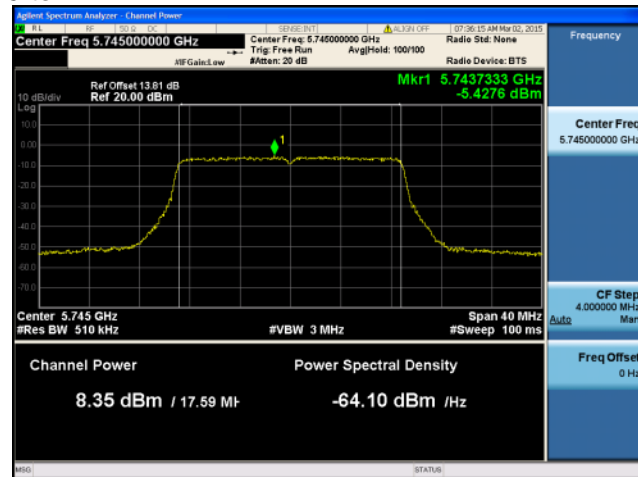 Agilent Spectrum Analyzer - Channel Power
RL RF 50 Ω DC SENSE:INT ALIGN OFF 07:36:15 AM Mar 02, 2015
Center Freq 5.745000000 GHz Center Freq: 5.745000000 GHz Radio Std: None
Trig: Free Run Avg|Hold: 100/100
#IFGain:Low #Atten: 20 dB Radio Device: BTS
Ref Offset 13.81 dB Mkr1 5.7437333 GHz
10 dB/div Ref 20.00 dBm -5.4276 dBm
Log
10.0
0.00
1
-10.0
-20.0
-30.0
-40.0
-50.0
-60.0
-70.0
Center 5.745 GHz Span 40 MHz
#Res BW 510 kHz #VBW 3 MHz #Sweep 100 ms
Channel Power Power Spectral Density
8.35 dBm / 17.59 MH -64.10 dBm /Hz
MSG STATUS
Frequency
Center Freq
5.745000000 GHz
CF Step
4.000000 MHz
Auto Man
Freq Offset
0 Hz